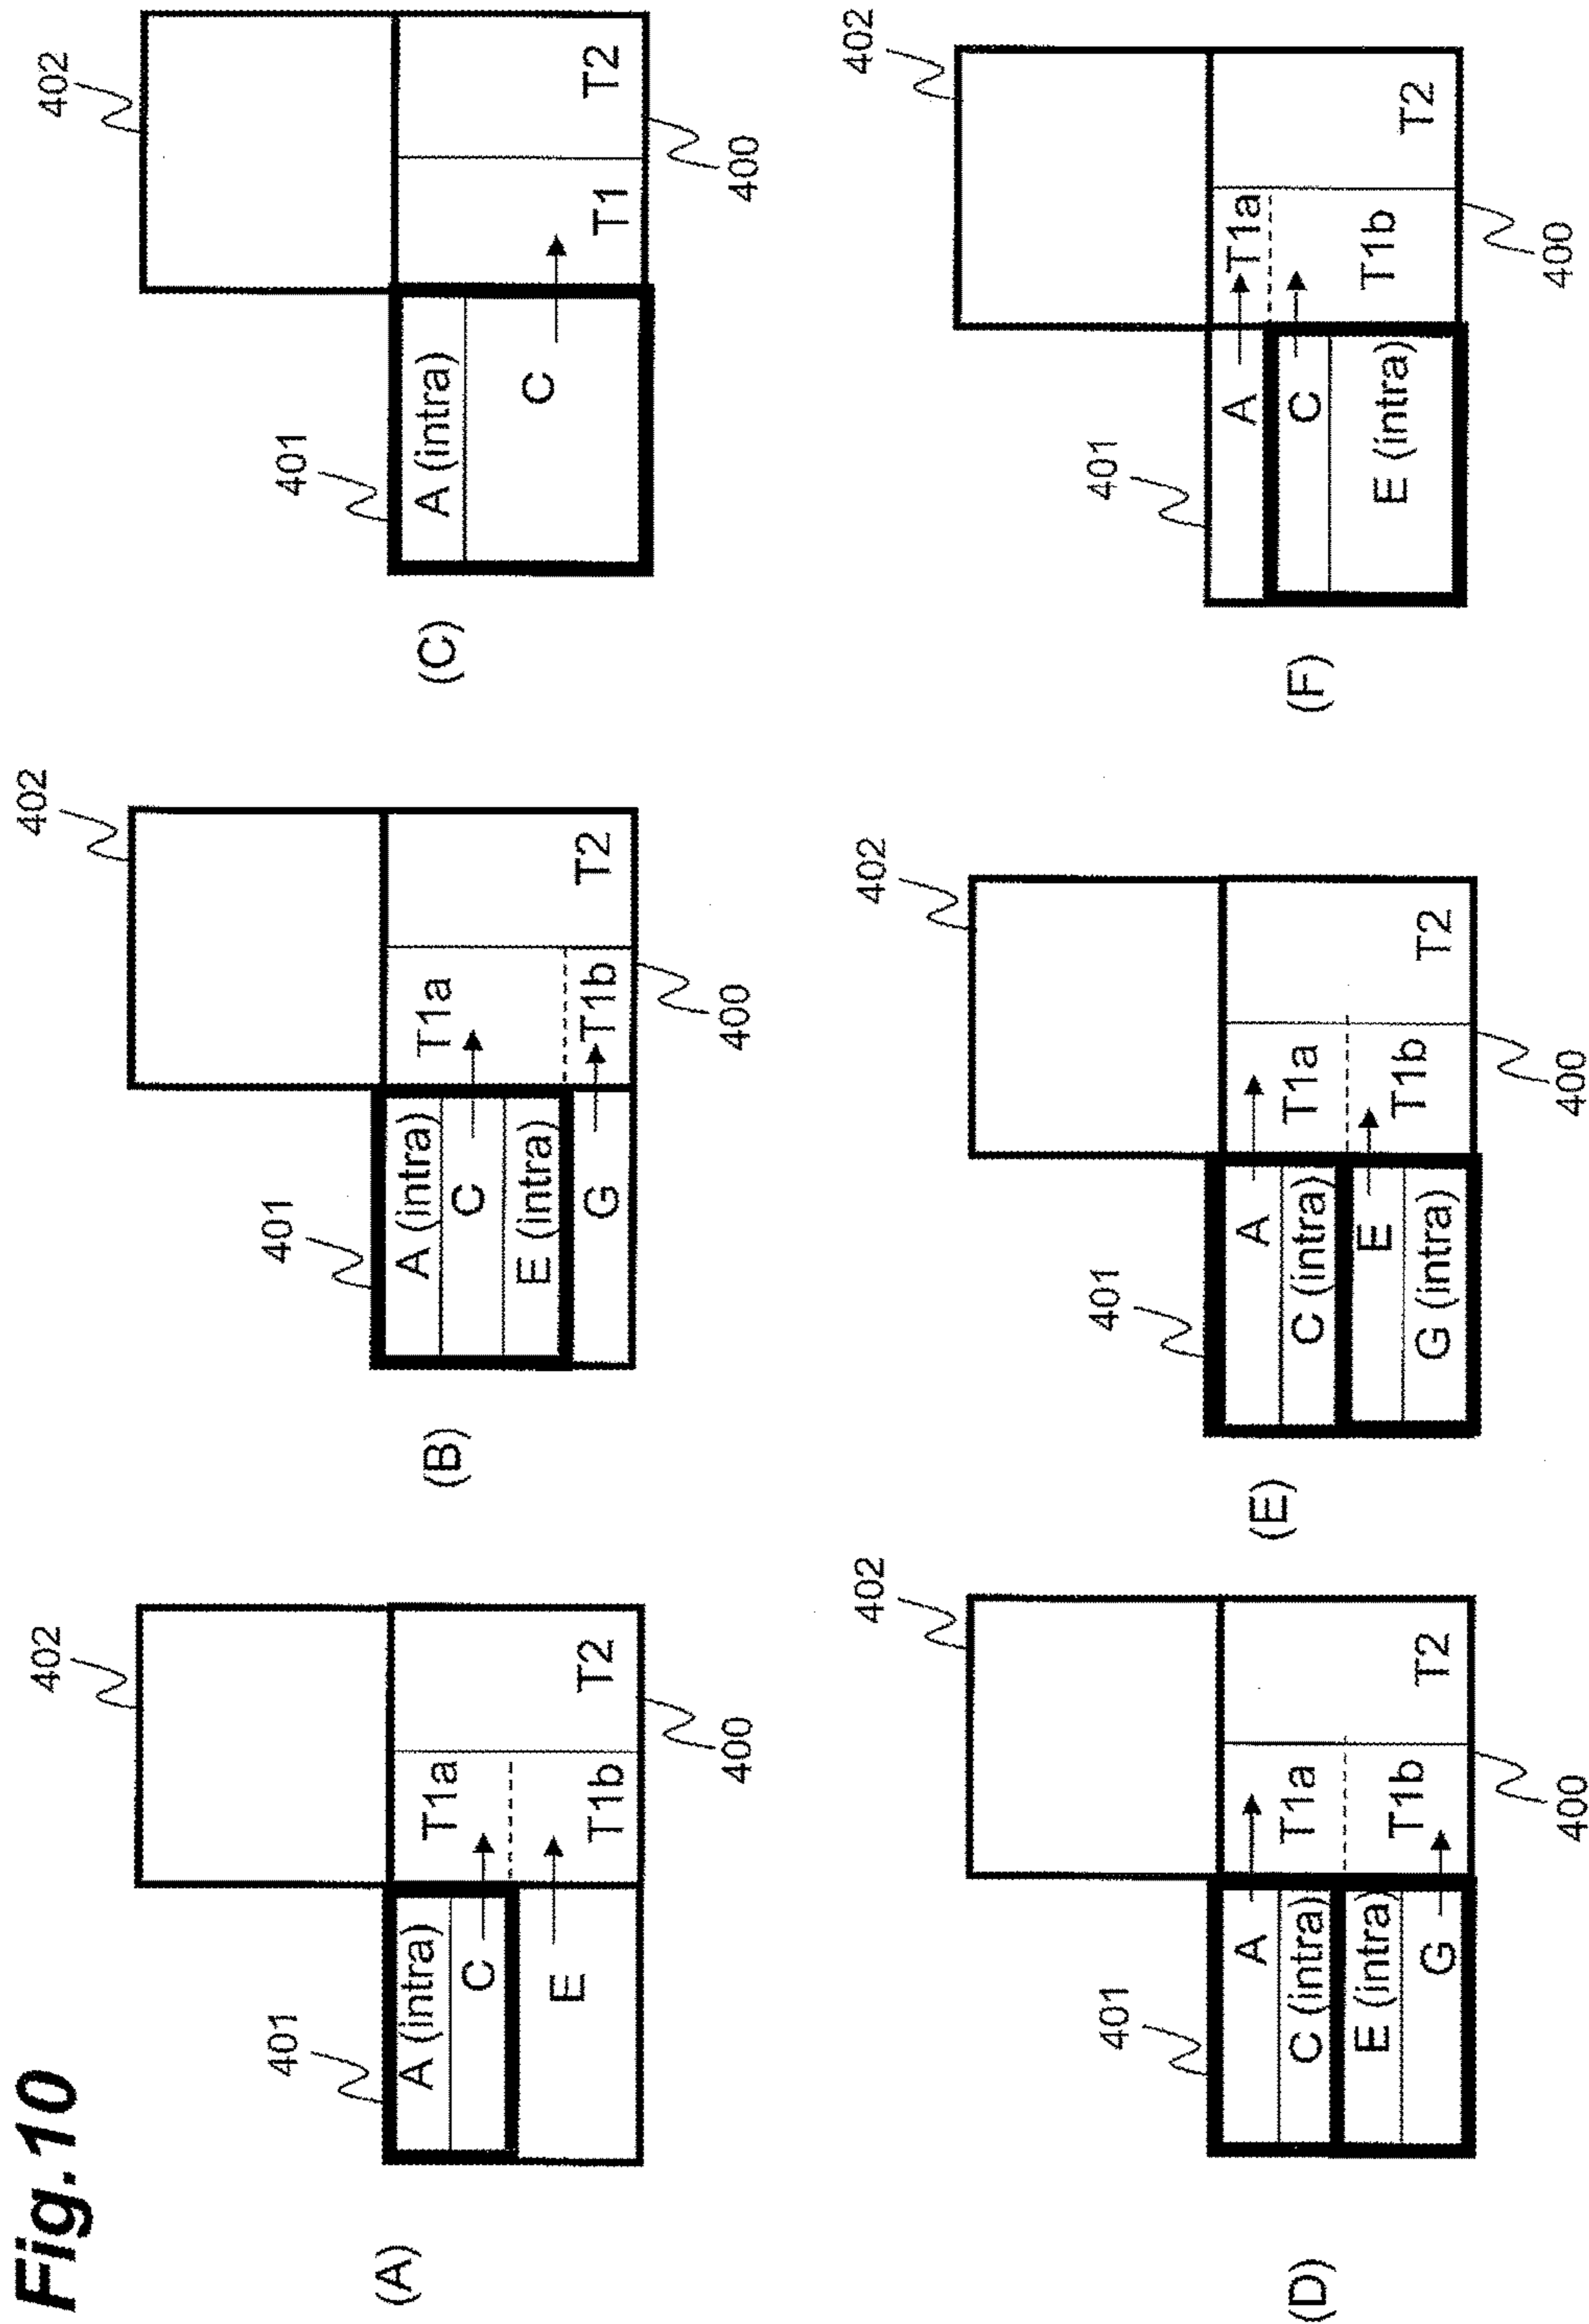 Fig.10
(A)
402
401
A (intra)
C
E
T1a
T1b
T2
400
(B)
402
401
A (intra)
C
E (intra)
G
T1a
T1b
T2
400
(C)
402
401
A (intra)
C
T1
T2
400
(D)
402
401
A
C (intra)
E (intra)
G
T1a
T1b
T2
400
(E)
402
401
A
C (intra)
E
G (intra)
T1a
T1b
T2
400
(F)
402
401
A
C
E (intra)
T1a
T1b
T2
400